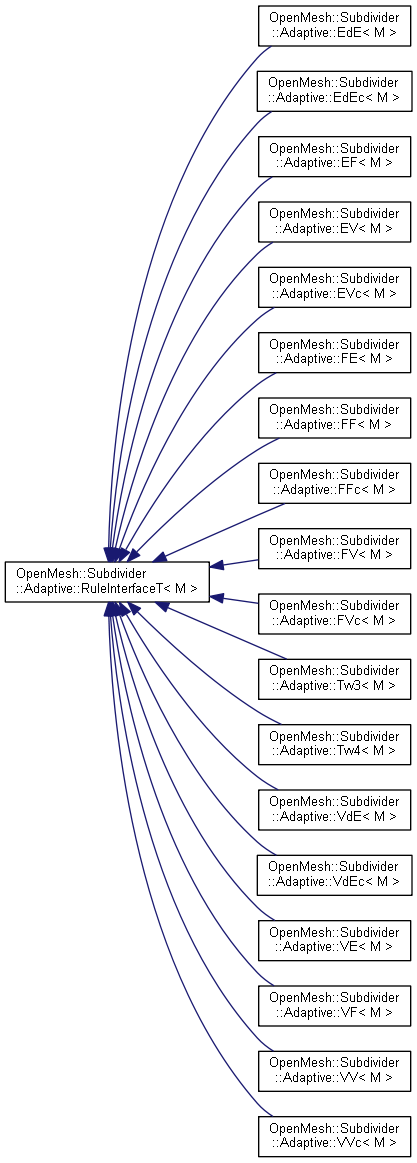 OpenMesh::Subdivider
::Adaptive::EdE< M >
OpenMesh::Subdivider
::Adaptive::EdEc< M >
OpenMesh::Subdivider
::Adaptive::EF< M >
OpenMesh::Subdivider
::Adaptive::EV< M >
OpenMesh::Subdivider
::Adaptive::EVc< M >
OpenMesh::Subdivider
::Adaptive::FE< M >
OpenMesh::Subdivider
::Adaptive::FF< M >
OpenMesh::Subdivider
::Adaptive::FFc< M >
OpenMesh::Subdivider
::Adaptive::FV< M >
OpenMesh::Subdivider
::Adaptive::RuleInterfaceT< M >
OpenMesh::Subdivider
::Adaptive::FVc< M >
OpenMesh::Subdivider
::Adaptive::Tw3< M >
OpenMesh::Subdivider
::Adaptive::Tw4< M >
OpenMesh::Subdivider
::Adaptive::VdE< M >
OpenMesh::Subdivider
::Adaptive::VdEc< M >
OpenMesh::Subdivider
::Adaptive::VE< M >
OpenMesh::Subdivider
::Adaptive::VF< M >
OpenMesh::Subdivider
::Adaptive::VV< M >
OpenMesh::Subdivider
::Adaptive::VVc< M >